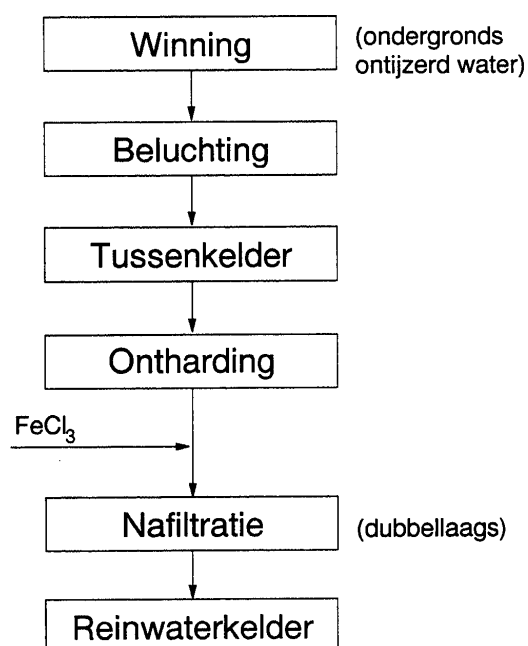 Winning
(ondergronds
ontijzerd water)
Beluchting
Tussenkelder
Ontharding
FeCl₃
Nafiltratie
(dubbellaags)
Reinwaterkelder